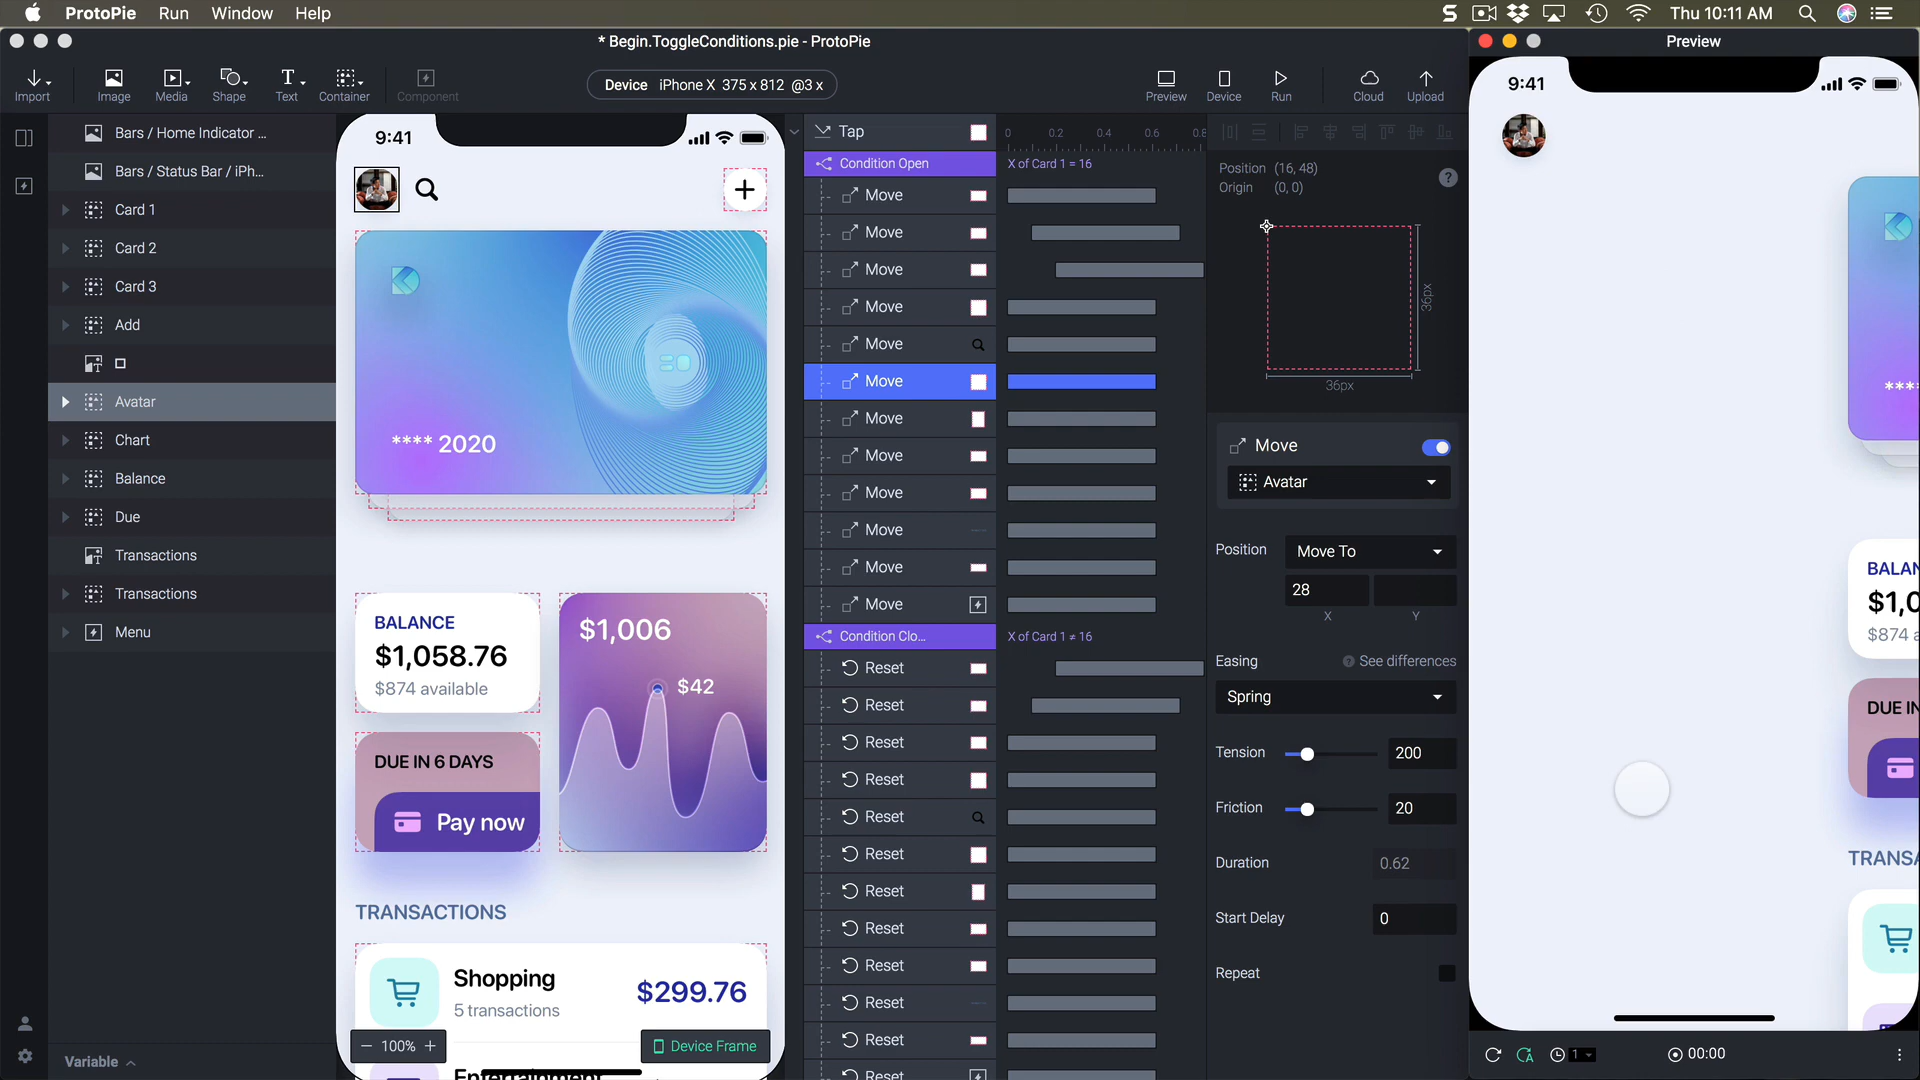 ProtoPie Run Window Help
Thu 10:11 AM
* Begin.ToggleConditions.pie - ProtoPie
Preview
Import
Image
Media
Shape
Text
Container
Component
Device iPhone X 375 x 812 @3 x
Preview
Device
Run
Cloud
Upload
Bars / Home Indicator ...
Bars / Status Bar / iPh...
Card 1
Card 2
Card 3
Add
Avatar
Chart
Balance
Due
Transactions
Transactions
Menu
Variable
9:41
**** 2020
BALANCE
$1,058.76
$874 available
$1,006
$42
DUE IN 6 DAYS
Pay now
TRANSACTIONS
Shopping
5 transactions
$299.76
100%
Device Frame
Entertainment
Tap
0 0.2 0.4 0.6 0.8
Condition Open
X of Card 1 = 16
Move
Move
Move
Move
Move
Move
Move
Move
Move
Move
Move
Move
Condition Clo...
X of Card 1 ≠ 16
Reset
Reset
Reset
Reset
Reset
Reset
Reset
Reset
Reset
Reset
Reset
Reset
Position (16, 48)
Origin (0, 0)
?
36px
36px
Move
Avatar
Position
Move To
28
X
Y
Easing
? See differences
Spring
Tension
200
Friction
20
Duration
0.62
Start Delay
0
Repeat
9:41
***
BALAN
$1,0
$874 a
DUE IN
TRANSA
1
00:00